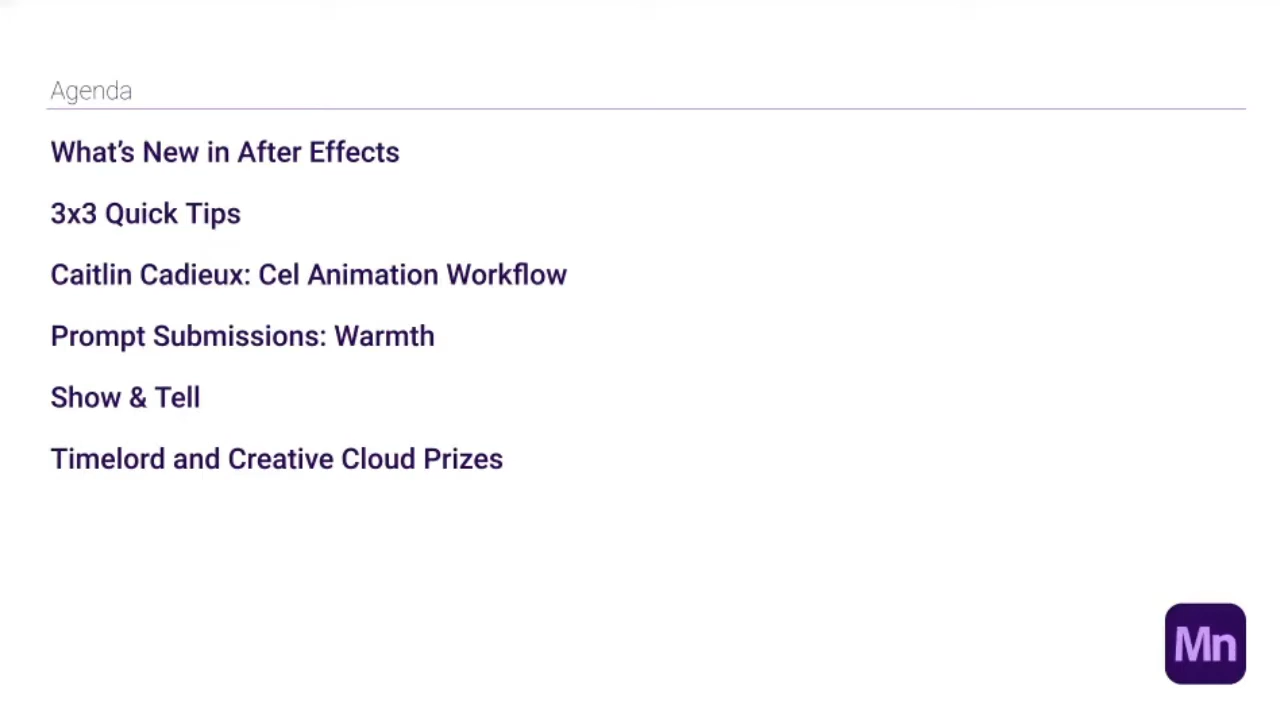 Agenda
What’s New in After Effects
3x3 Quick Tips
Caitlin Cadieux: Cel Animation Workflow
Prompt Submissions: Warmth
Show & Tell
Timelord and Creative Cloud Prizes
Mn